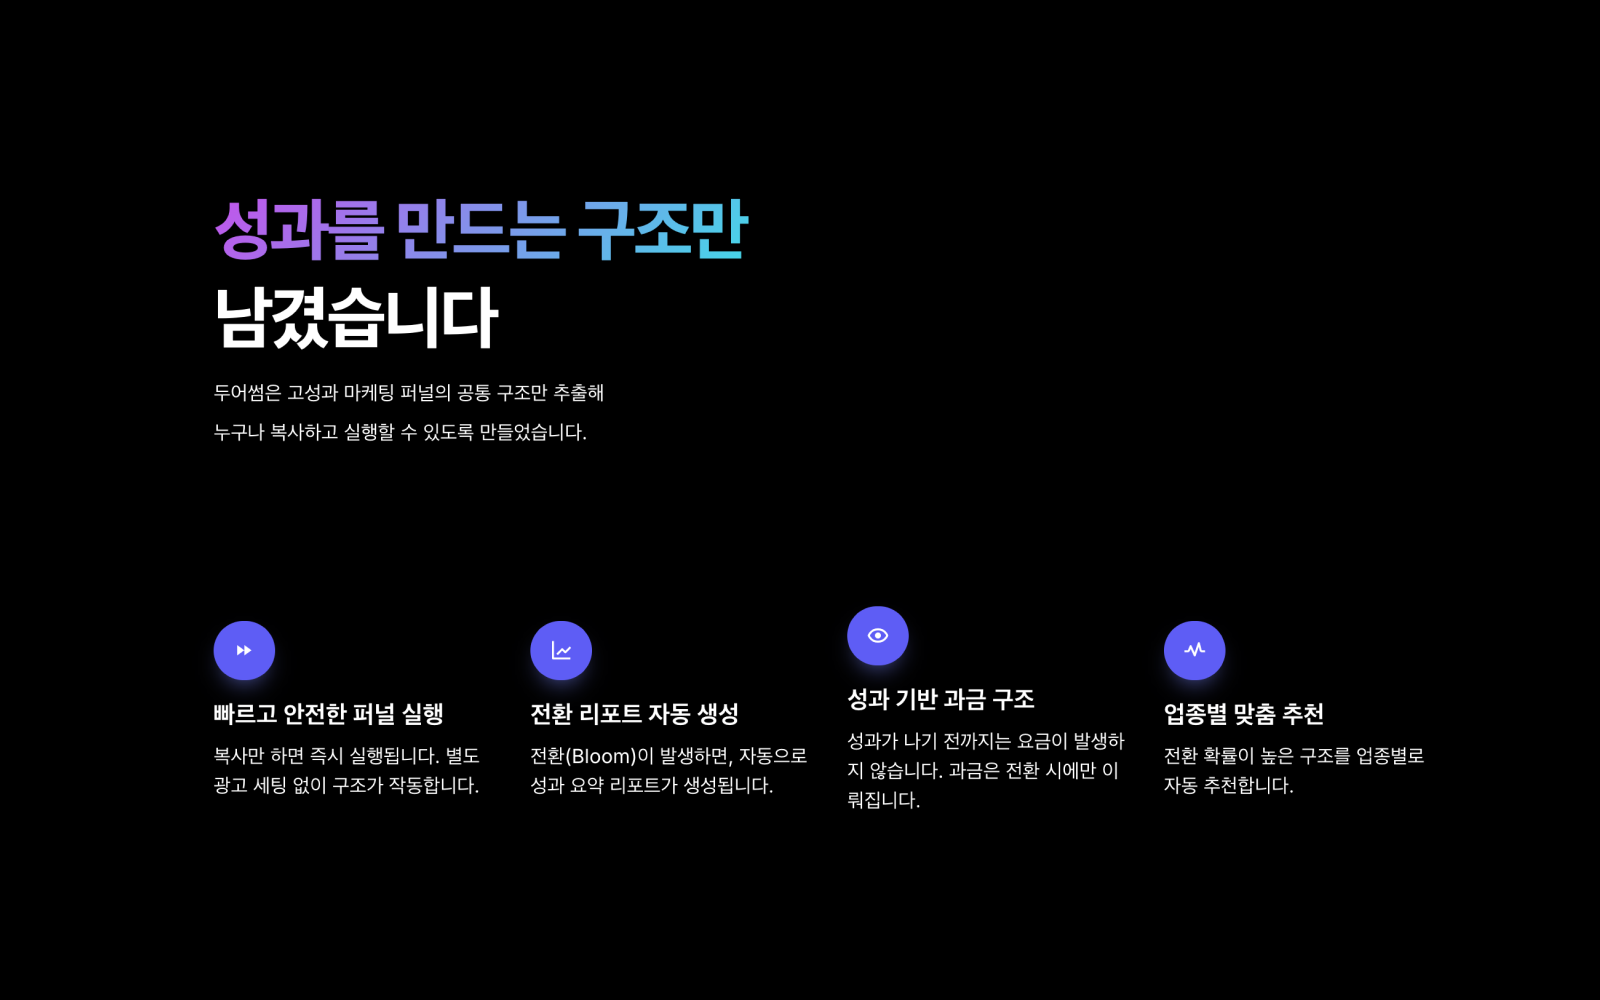 성과를 만드는 구조만
남겼습니다
두어썸은 고성과 마케팅 퍼널의 공통 구조만 추출해
누구나 복사하고 실행할 수 있도록 만들었습니다.
빠르고 안전한 퍼널 실행
복사만 하면 즉시 실행됩니다. 별도
광고 세팅 없이 구조가 작동합니다.
전환 리포트 자동 생성
전환(Bloom)이 발생하면, 자동으로
성과 요약 리포트가 생성됩니다.
성과 기반 과금 구조
성과가 나기 전까지는 요금이 발생하
지 않습니다. 과금은 전환 시에만 이
뤄집니다.
업종별 맞춤 추천
전환 확률이 높은 구조를 업종별로
자동 추천합니다.